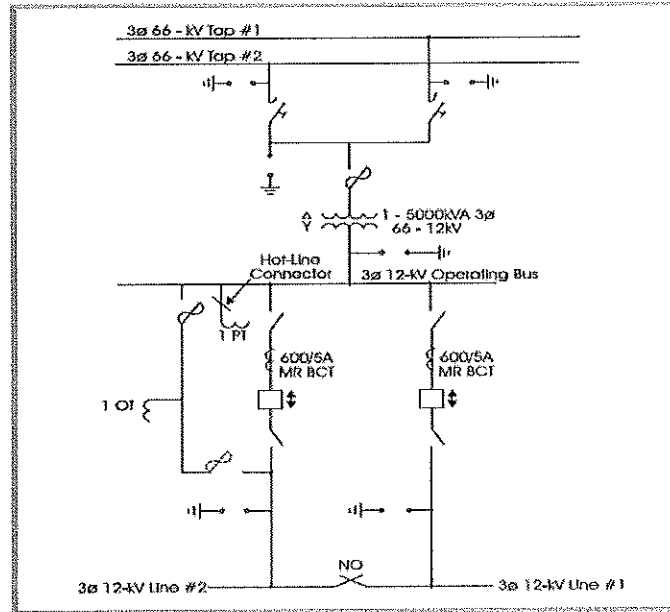 3ø 66 - kV Tap #1
3ø 66 - kV Tap #2
Δ
Y
1 - 5000kVA 3ø
66 - 12kV
Hot-Line
Connector
3ø 12-kV Operating Bus
1 PT
600/5A
MR BCT
600/5A
MR BCT
1 OT
NO
3ø 12-kV Line #2
3ø 12-kV Line #1